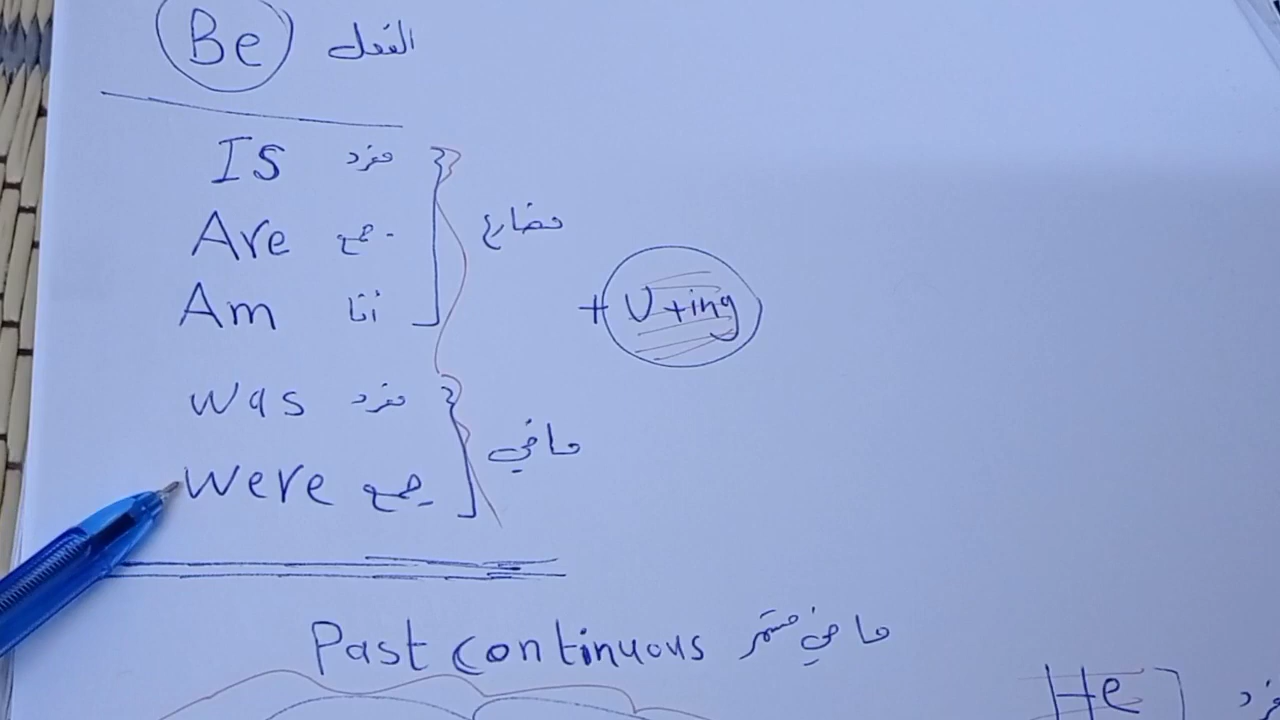 Be الفعل
Is مفرد
Are جمع
Am أنا
مضارع
+ V+ing
was مفرد
were جمع
ماضي
Past continuous ماضي مستمر
He مفرد